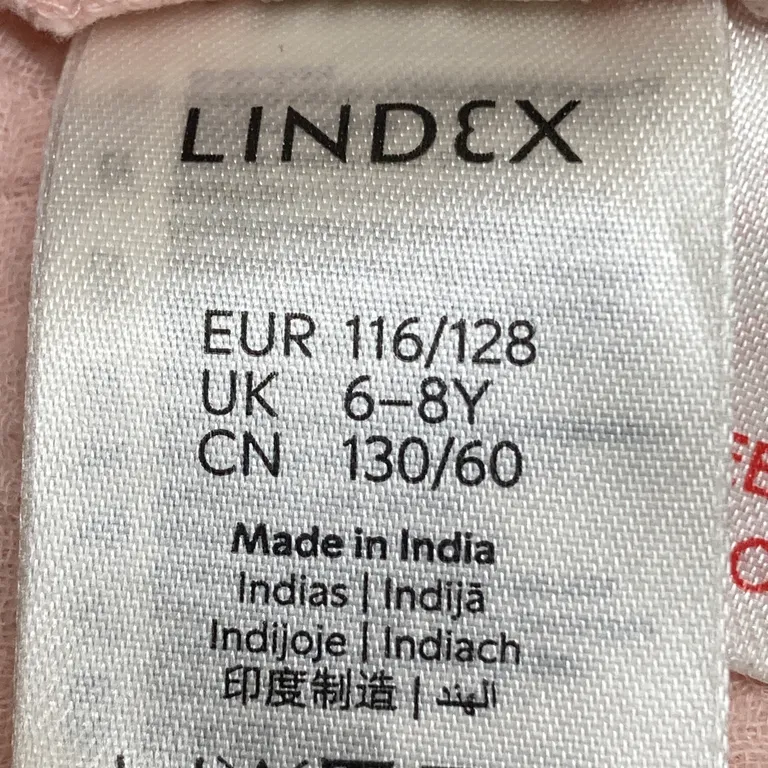 LINDEX
EUR 116/128
UK 6–8Y
CN 130/60
Made in India
Indias | Indijā
Indijoje | Indiach
印度制造 | الهند